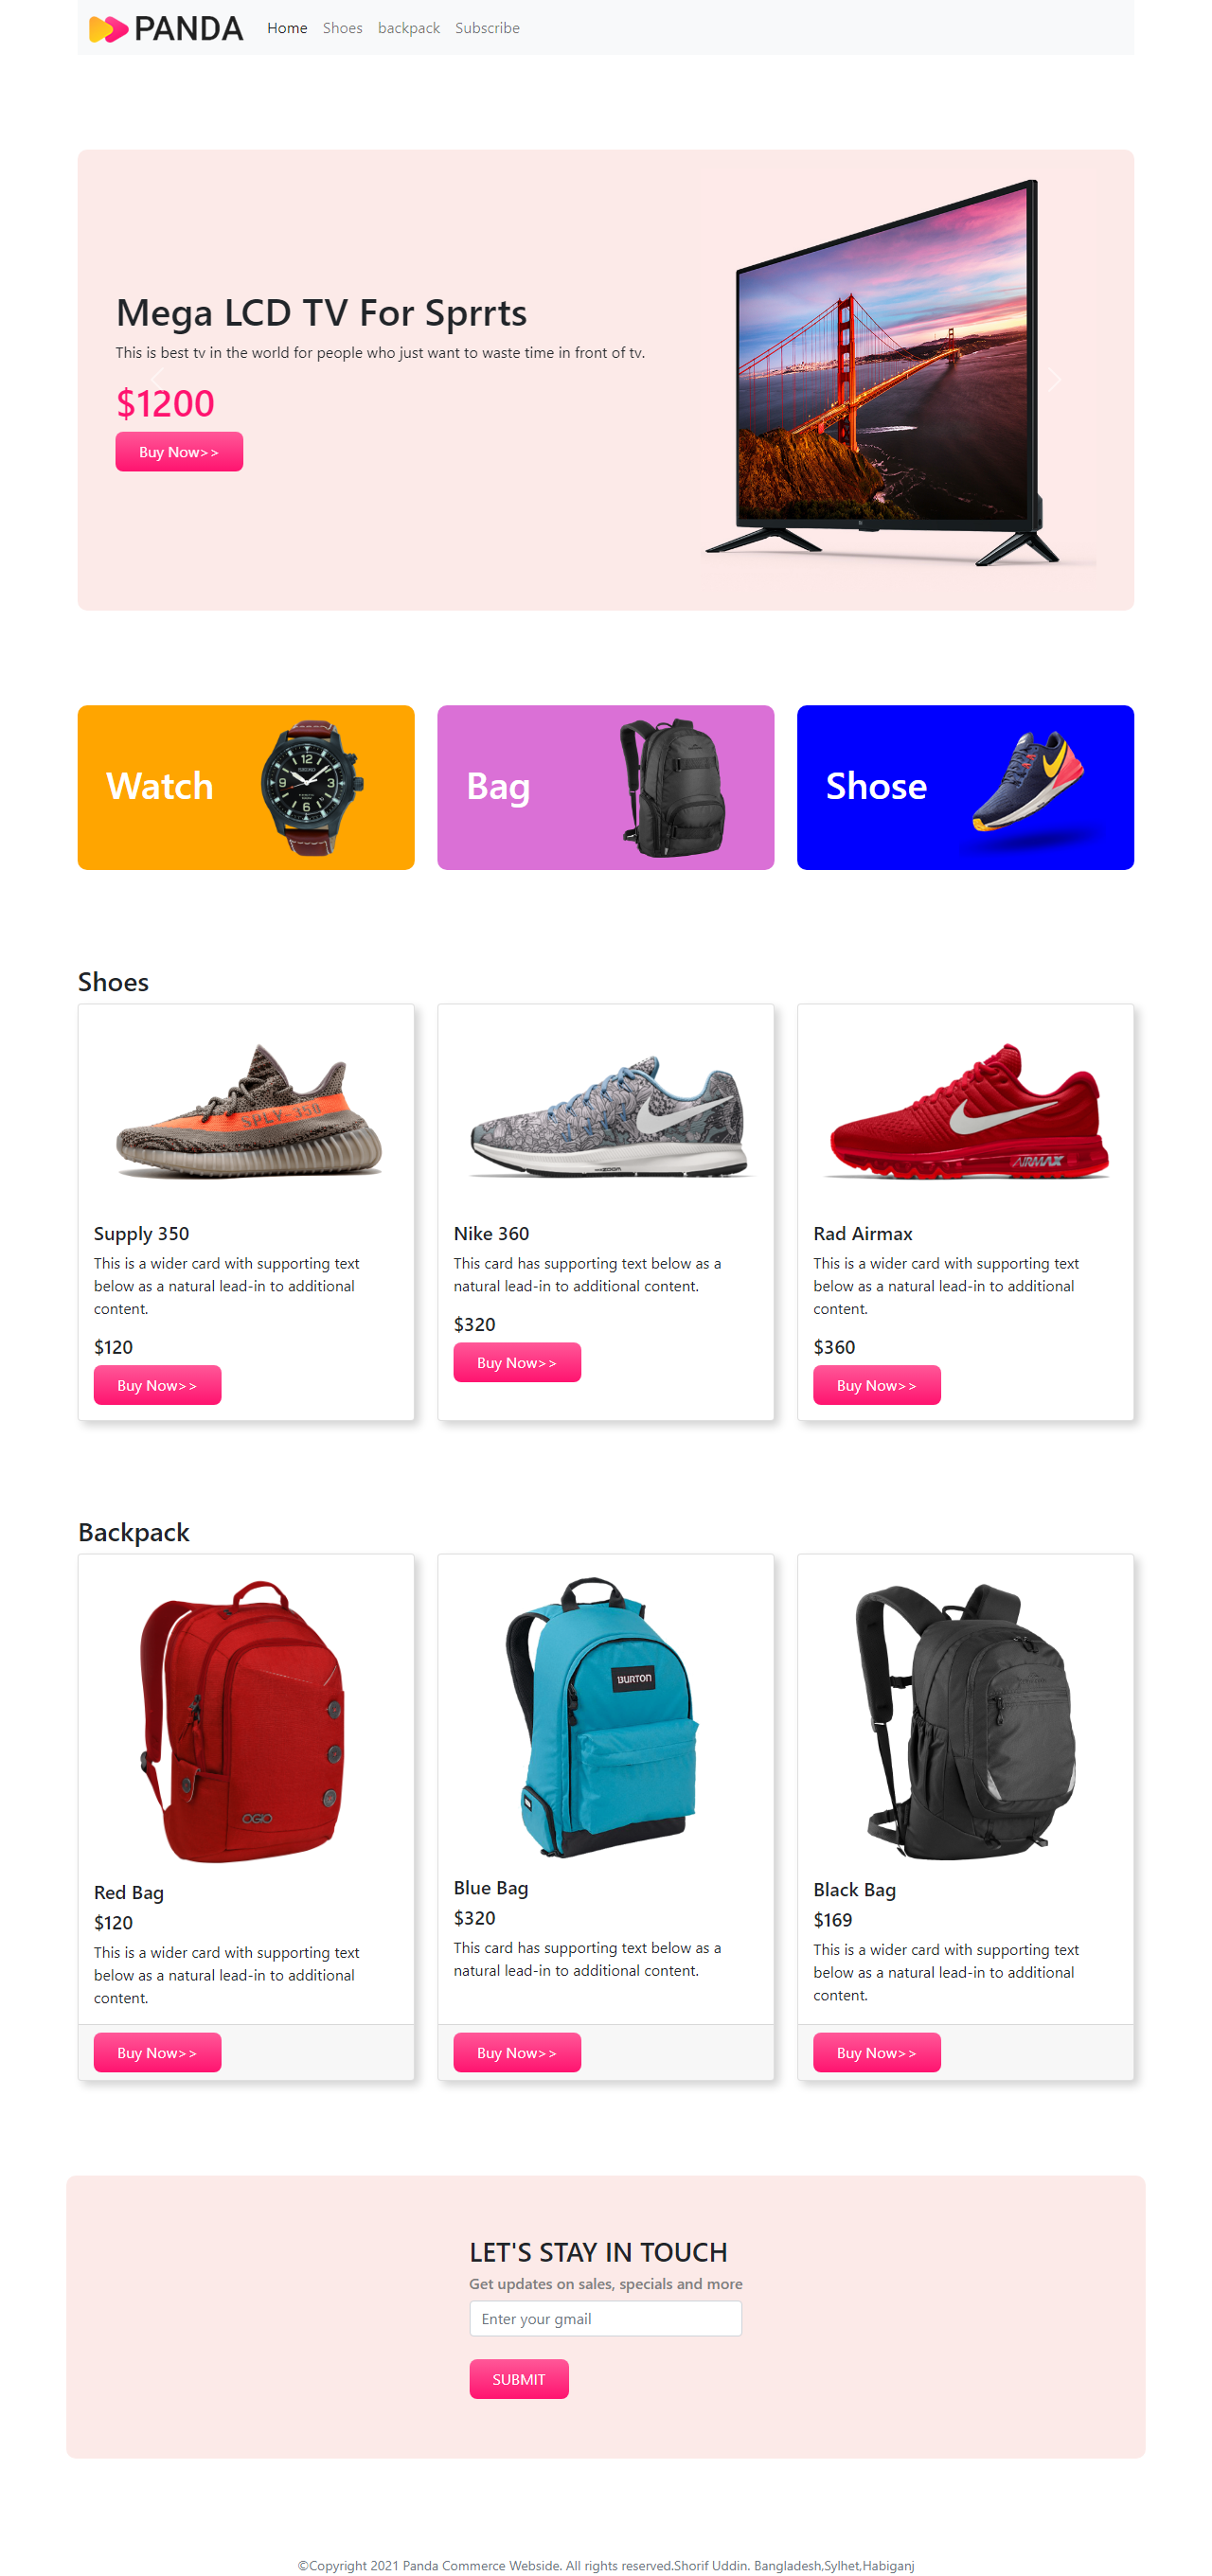 PANDA Home Shoes backpack Subscribe
Mega LCD TV For Sprrts
This is best tv in the world for people who just want to waste time in front of tv.
$1200
Buy Now>>
Watch
Bag
Shose
Shoes
SPLY-350
Supply 350
This is a wider card with supporting text
below as a natural lead-in to additional
content.
$120
Buy Now>>
ZOOM
Nike 360
This card has supporting text below as a
natural lead-in to additional content.
$320
Buy Now>>
AIRMAX
Rad Airmax
This is a wider card with supporting text
below as a natural lead-in to additional
content.
$360
Buy Now>>
Backpack
OGIO
Red Bag
$120
This is a wider card with supporting text
below as a natural lead-in to additional
content.
Buy Now>>
BURTON
Blue Bag
$320
This card has supporting text below as a
natural lead-in to additional content.
Buy Now>>
Black Bag
$169
This is a wider card with supporting text
below as a natural lead-in to additional
content.
Buy Now>>
LET'S STAY IN TOUCH
Get updates on sales, specials and more
Enter your gmail
SUBMIT
©Copyright 2021 Panda Commerce Webside. All rights reserved.Shorif Uddin. Bangladesh,Sylhet,Habiganj